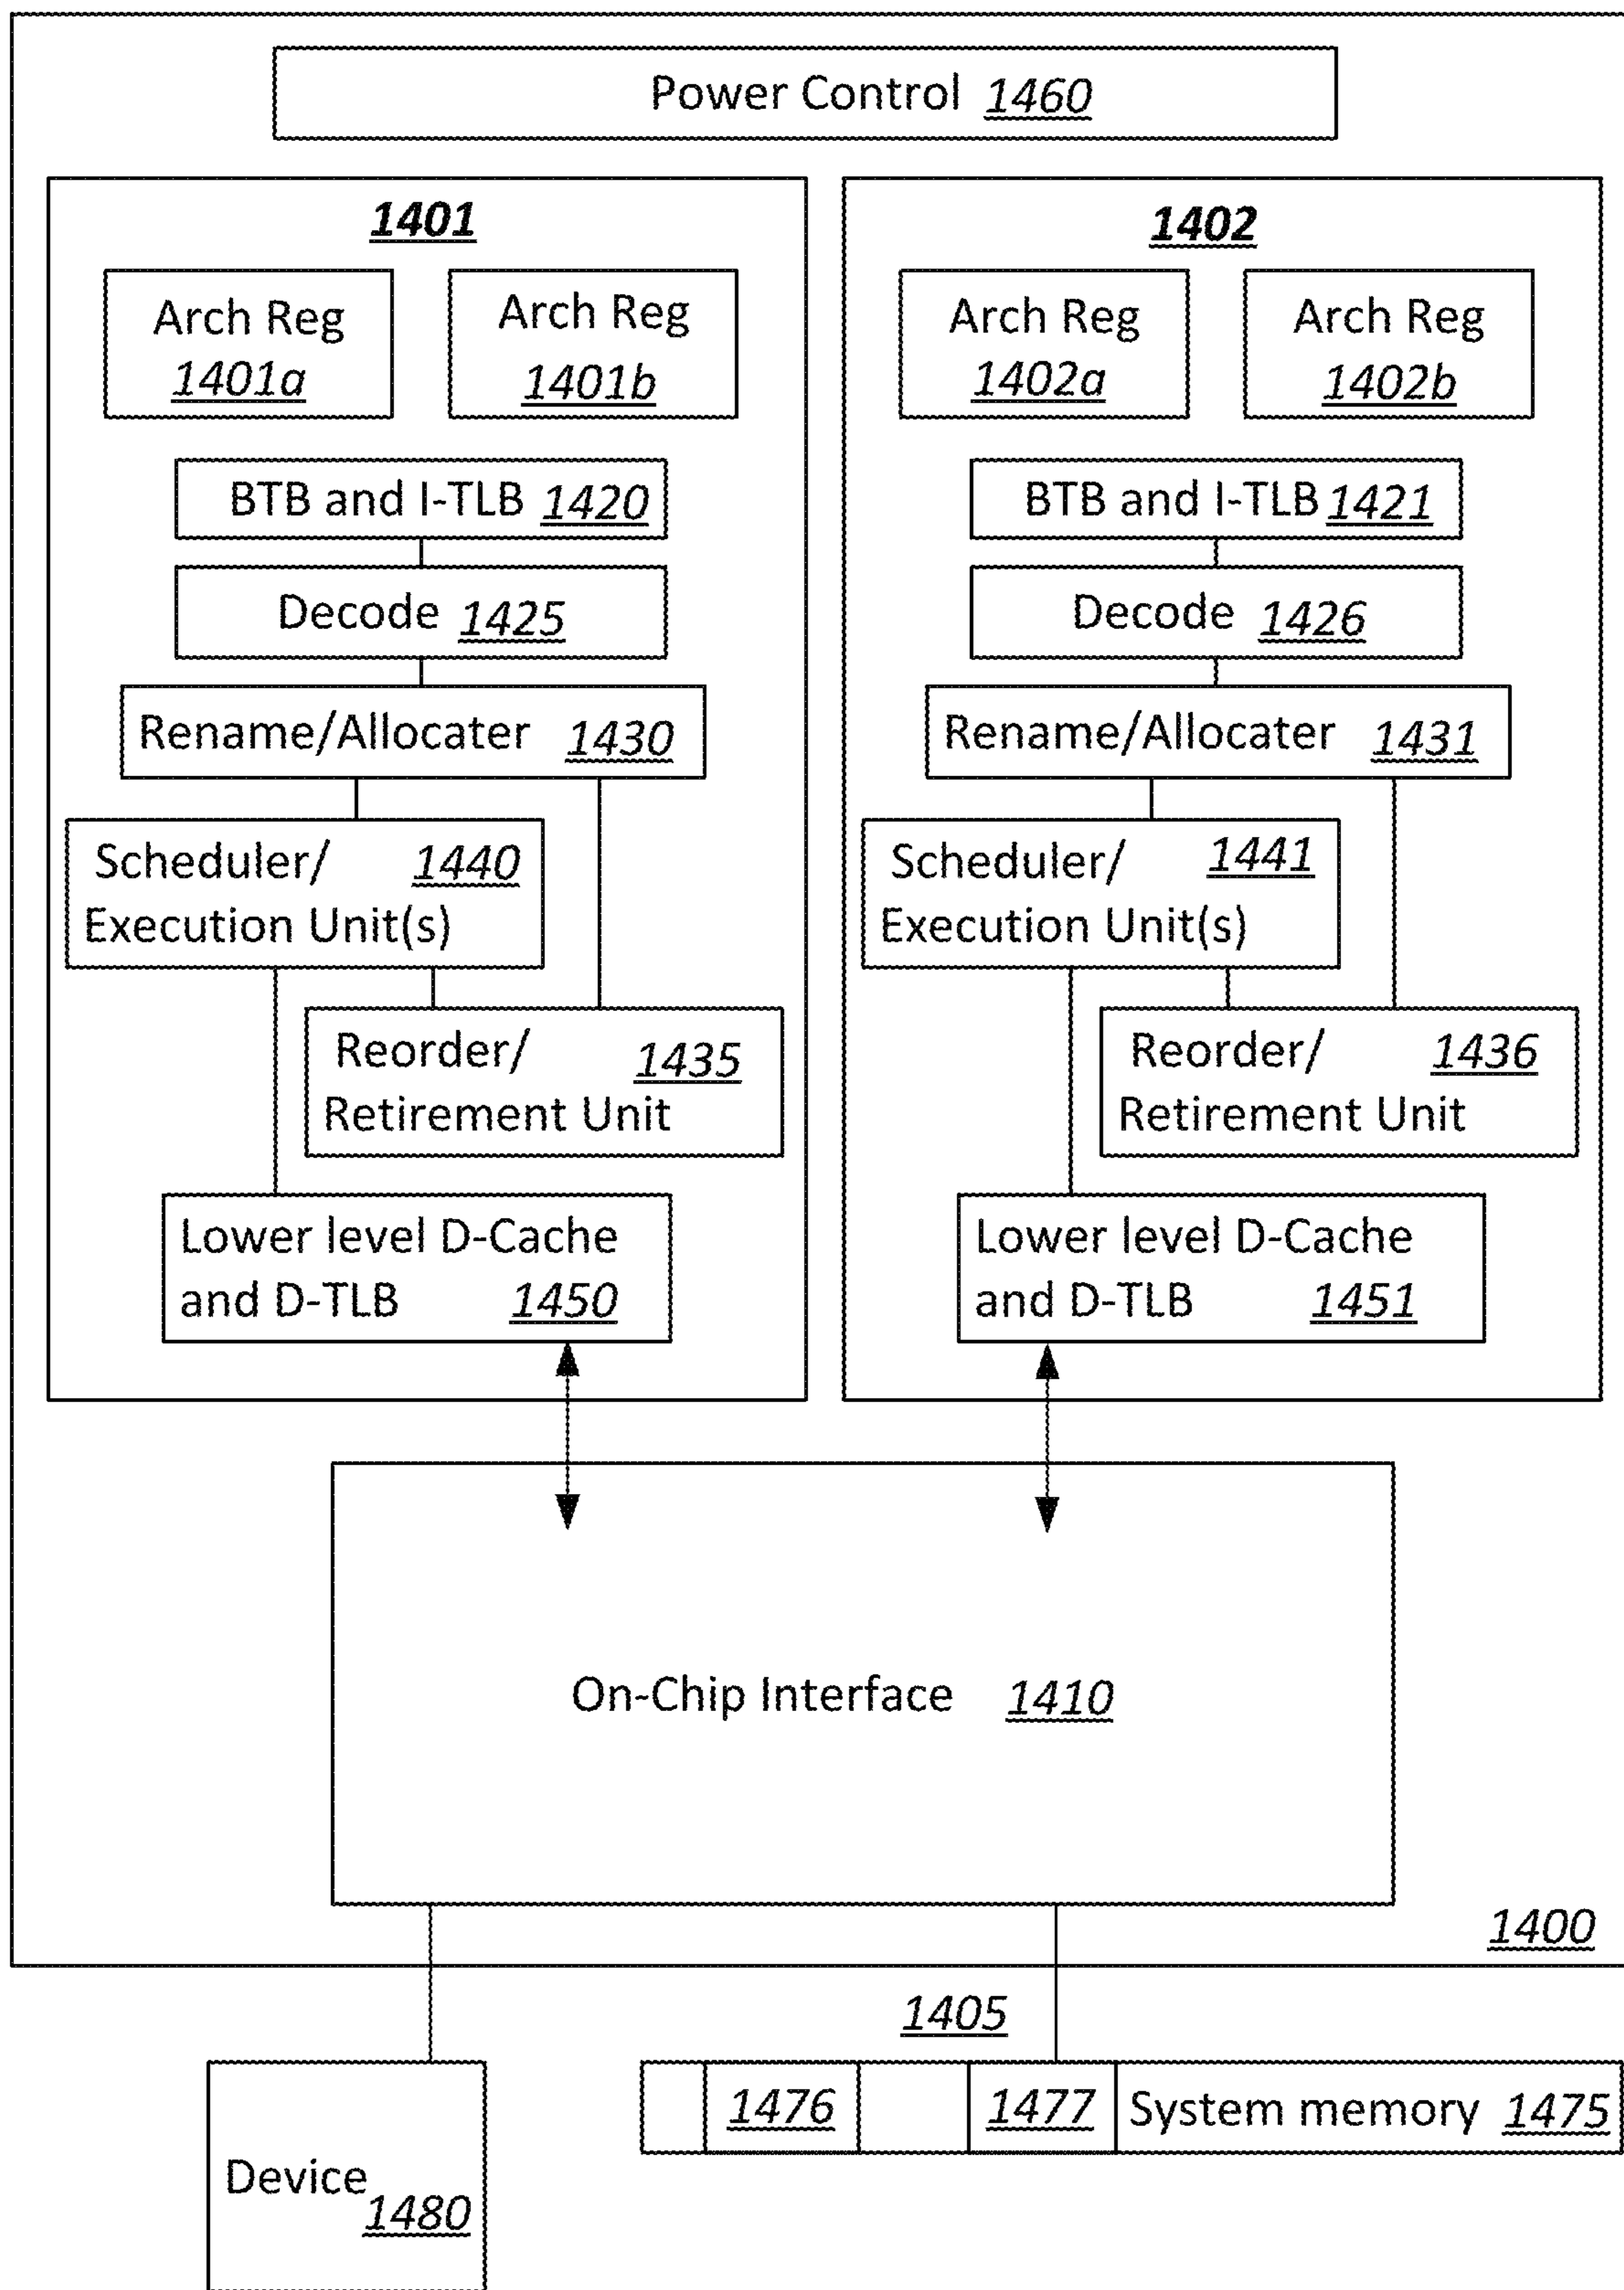 Power Control 1460
1401
Arch Reg
1401a
Arch Reg
1401b
BTB and I-TLB 1420
Decode 1425
Rename/Allocater 1430
Scheduler/ 1440
Execution Unit(s)
Reorder/ 1435
Retirement Unit
Lower level D-Cache
and D-TLB 1450
1402
Arch Reg
1402a
Arch Reg
1402b
BTB and I-TLB 1421
Decode 1426
Rename/Allocater 1431
Scheduler/ 1441
Execution Unit(s)
Reorder/ 1436
Retirement Unit
Lower level D-Cache
and D-TLB 1451
On-Chip Interface 1410
1400
1405
1476 1477 System memory 1475
Device 1480